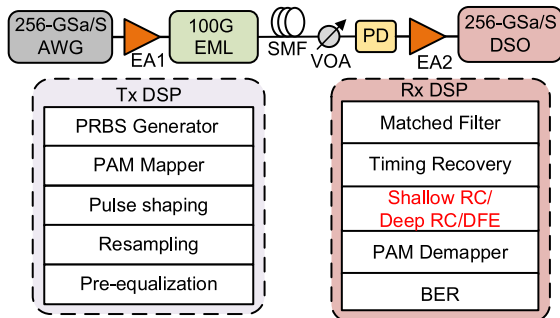 256-GSa/S
AWG
EA1
100G
EML
SMF
VOA
PD
EA2
256-GSa/S
DSO
Tx DSP
PRBS Generator
PAM Mapper
Pulse shaping
Resampling
Pre-equalization
Rx DSP
Matched Filter
Timing Recovery
Shallow RC/
Deep RC/DFE
PAM Demapper
BER